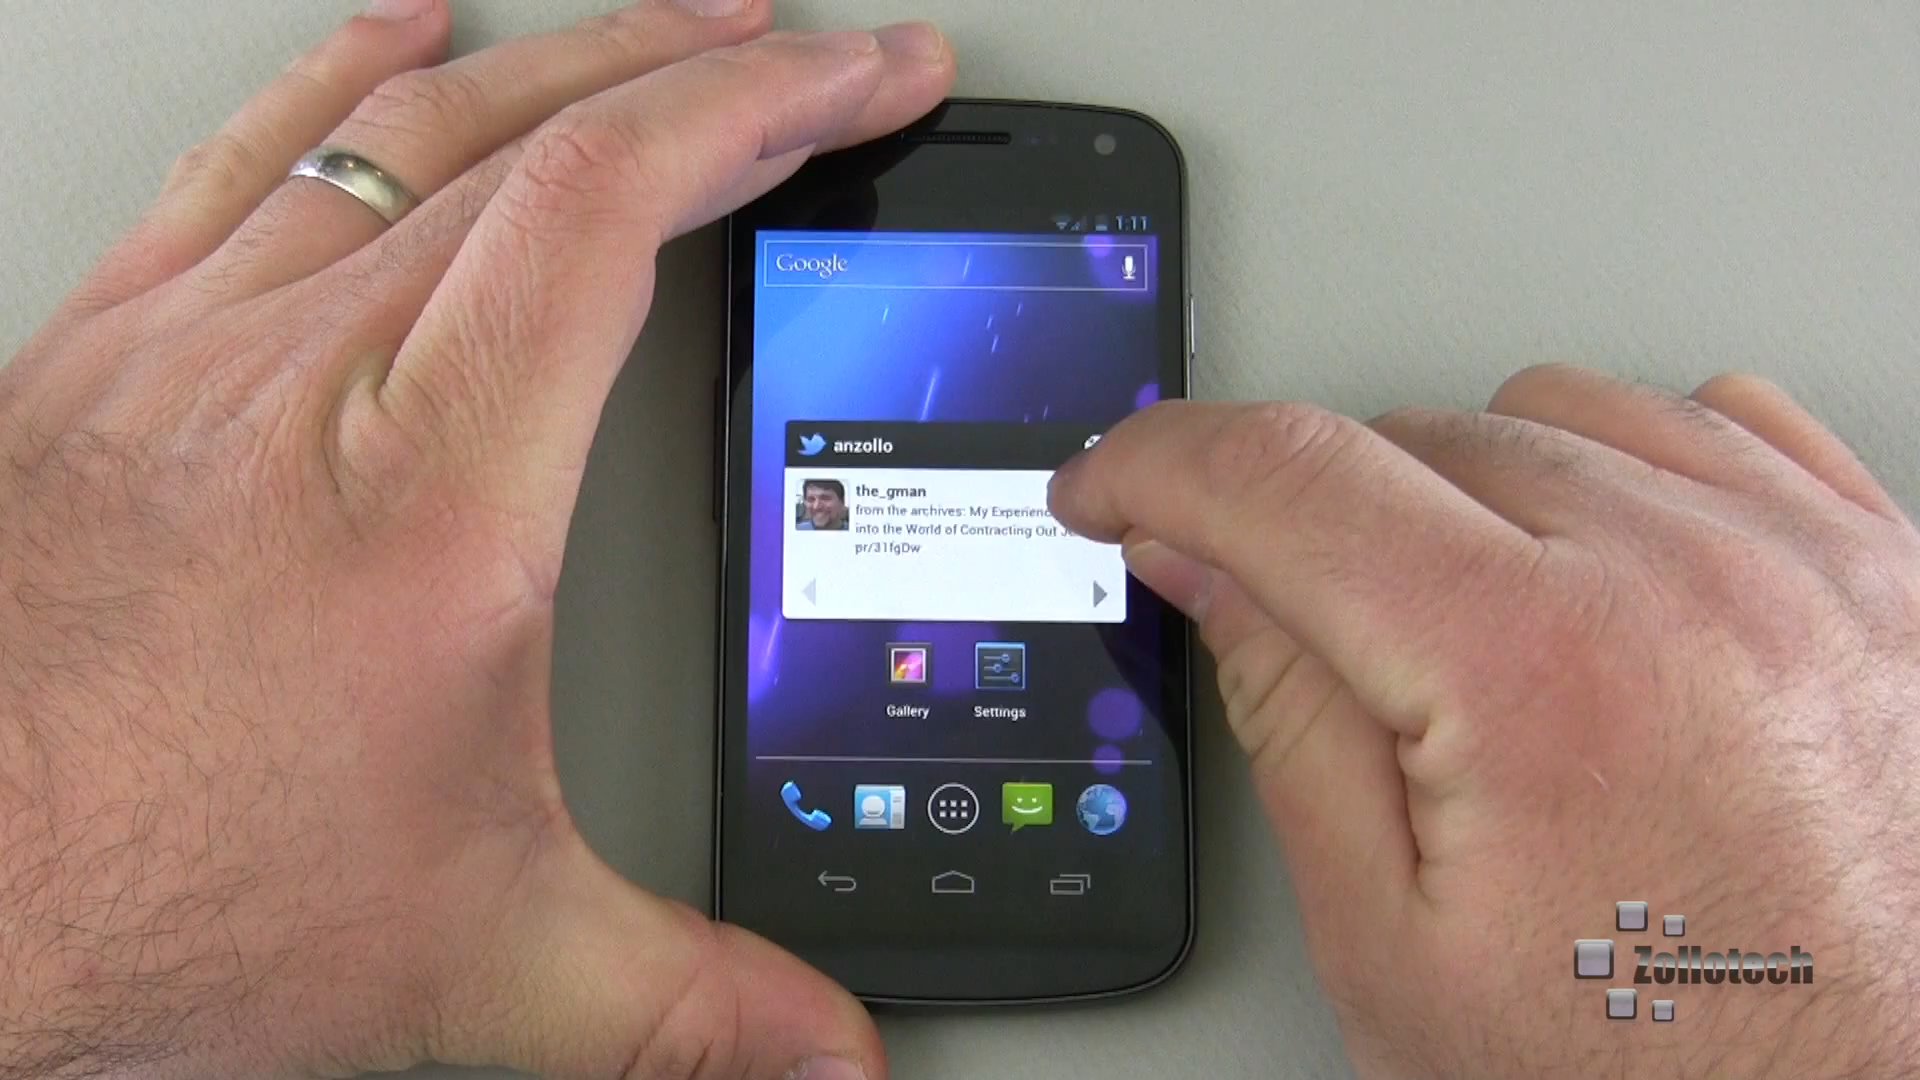 1:11
Google
anzollo
the_gman
from the archives: My Experienc
into the World of Contracting Out
pr/31fgDw
Gallery
Settings
Zollotech